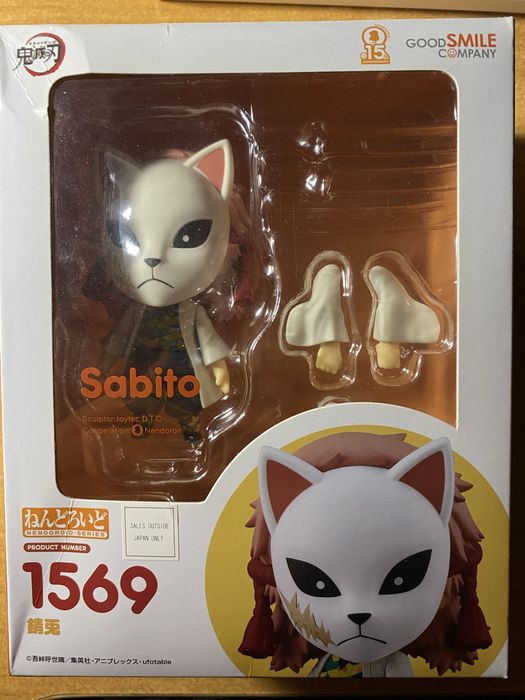 鬼滅の刃
15th
ANNIVERSARY
GOOD SMILE
COMPANY
Sabito
Sculptor toytec D.T.C
Cooperation Nendoron
ねんどろいど
NENDOROID-SERIES
PRODUCT NUMBER
1569
錆兎
SALES OUTSIDE
JAPAN ONLY
©吾峠呼世晴/集英社・アニプレックス・ufotable